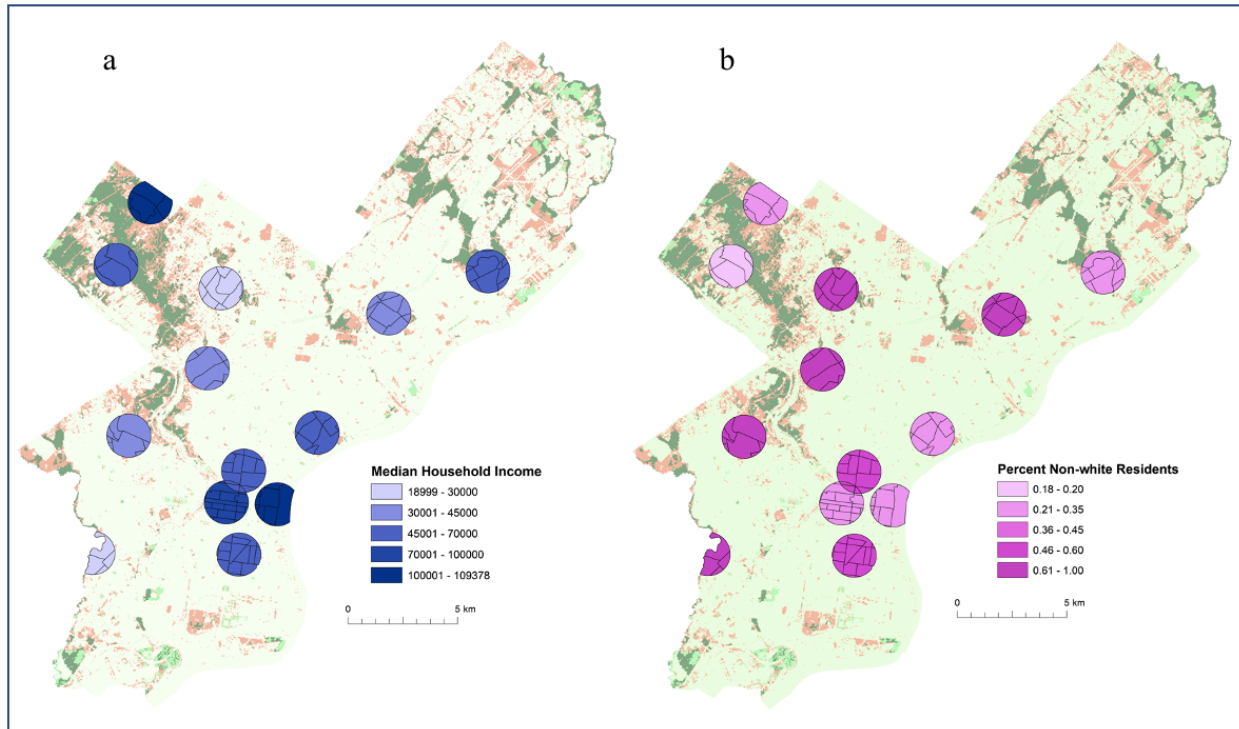 a
b
Median Household Income
18999 - 30000
30001 - 45000
45001 - 70000
70001 - 100000
100001 - 109378
0 5 km
Percent Non-white Residents
0.18 - 0.20
0.21 - 0.35
0.36 - 0.45
0.46 - 0.60
0.61 - 1.00
0 5 km